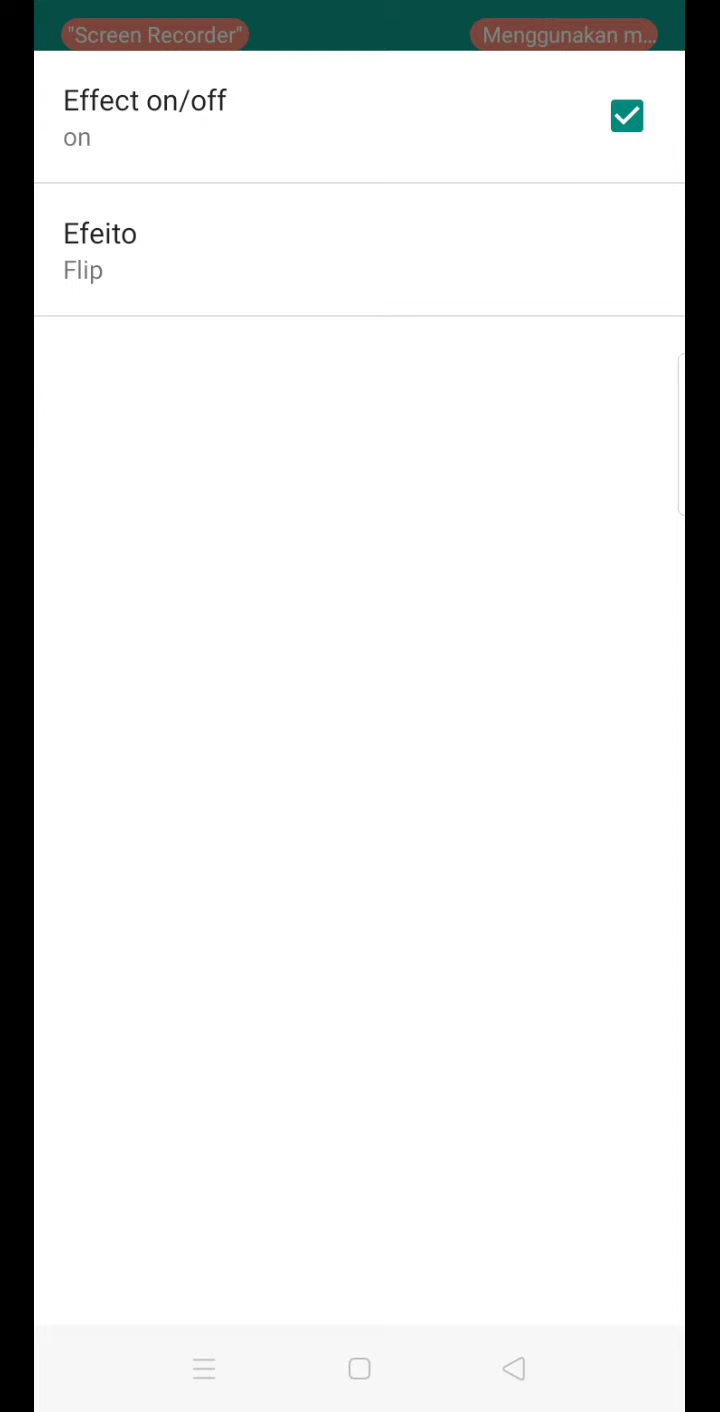 "Screen Recorder"
Menggunakan m...
Effect on/off
on
Efeito
Flip